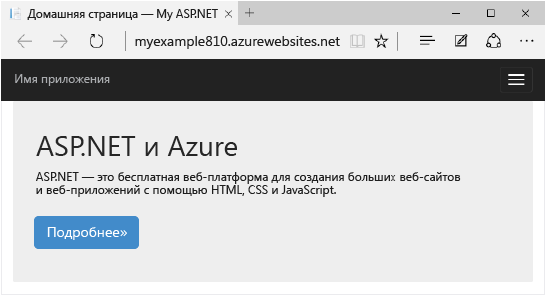 Домашняя страница — My ASP.NET
myexample810.azurewebsites.net
Имя приложения
ASP.NET и Azure
ASP.NET — это бесплатная веб-платформа для создания больших веб-сайтов
и веб-приложений с помощью HTML, CSS и JavaScript.
Подробнее»